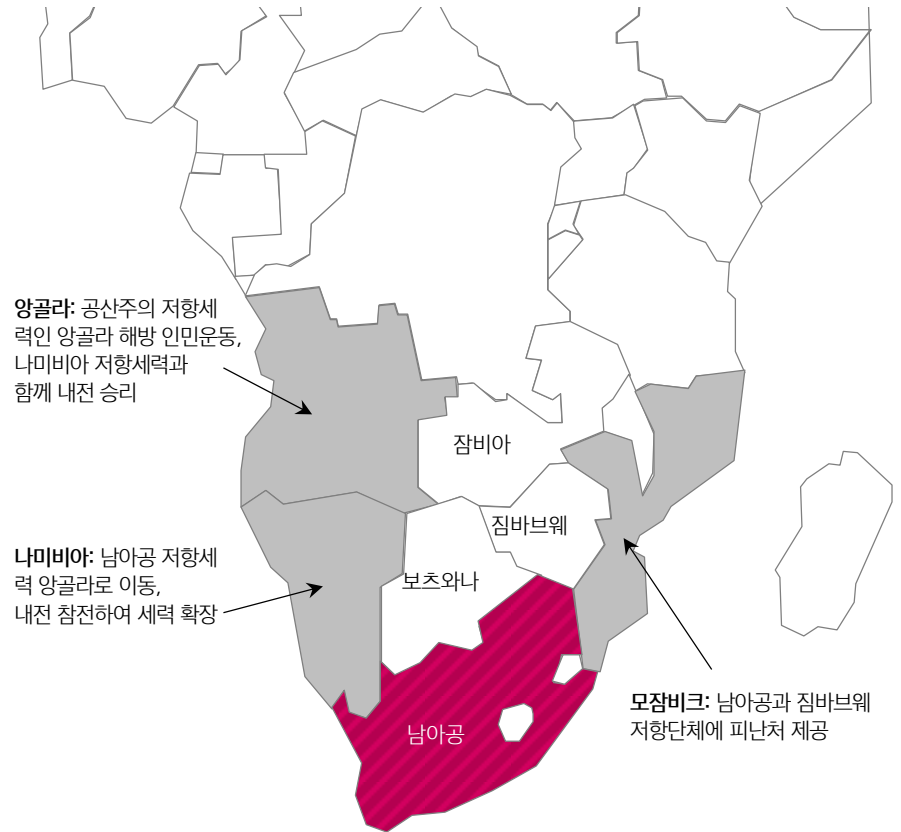 앙골라: 공산주의 저항세
력인 앙골라 해방 인민운동,
나미비아 저항세력과
함께 내전 승리
잠비아
짐바브웨
나미비아: 남아공 저항세
력 앙골라로 이동,
내전 참전하여 세력 확장
보츠와나
모잠비크: 남아공과 짐바브웨
저항단체에 피난처 제공
남아공